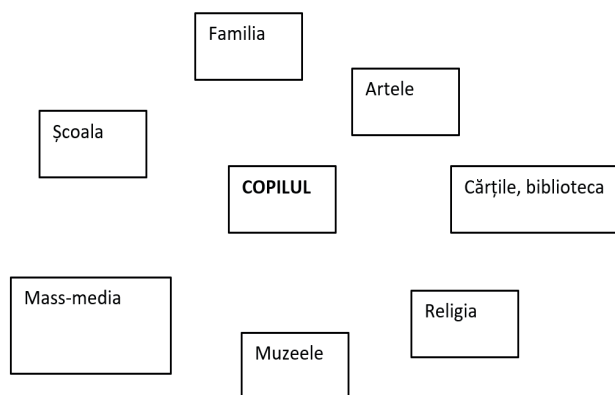 Familia
Artele
Școala
COPILUL
Cărțile, biblioteca
Mass-media
Religia
Muzeele